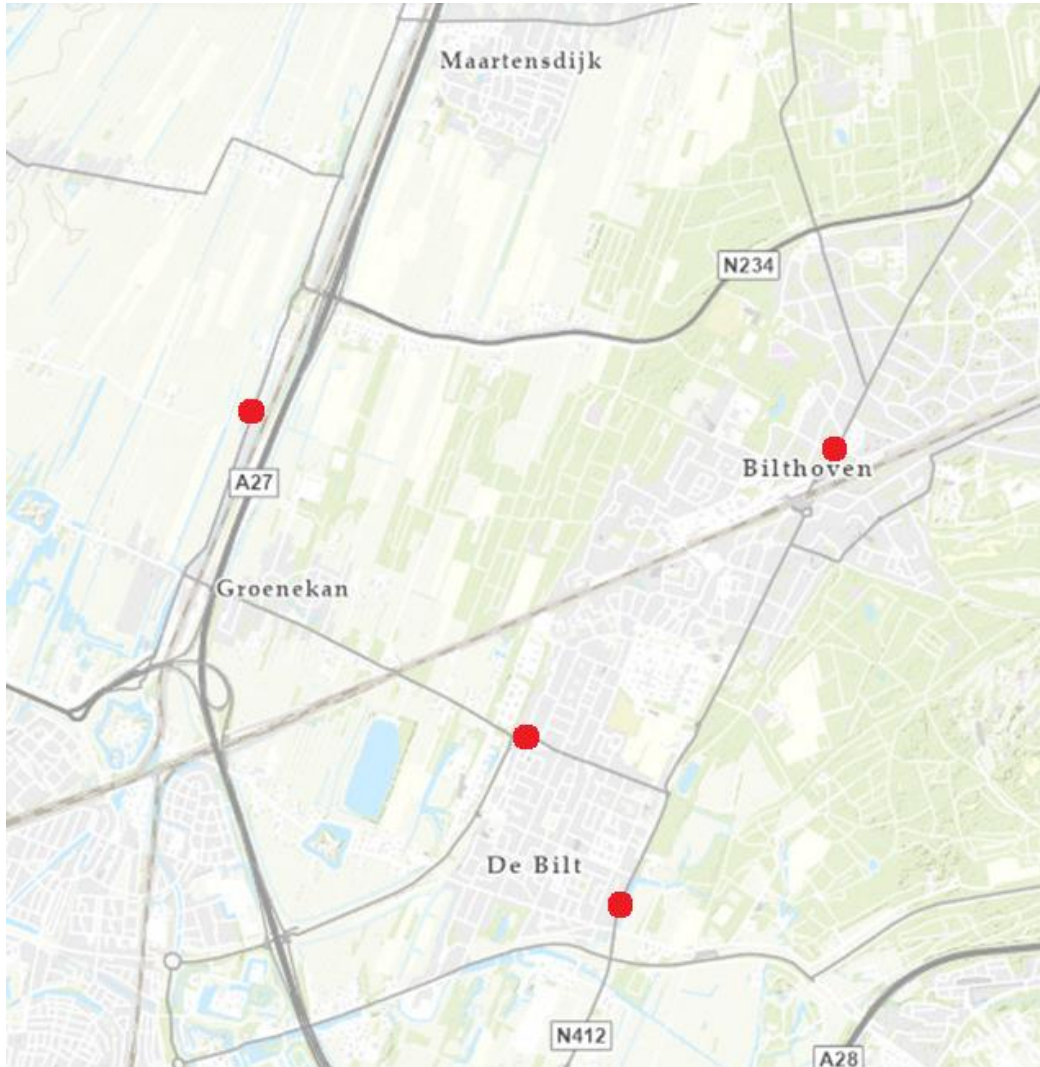 Maartensdijk
N234
Bilthoven
A27
Groenekan
De Bilt
N412
A28